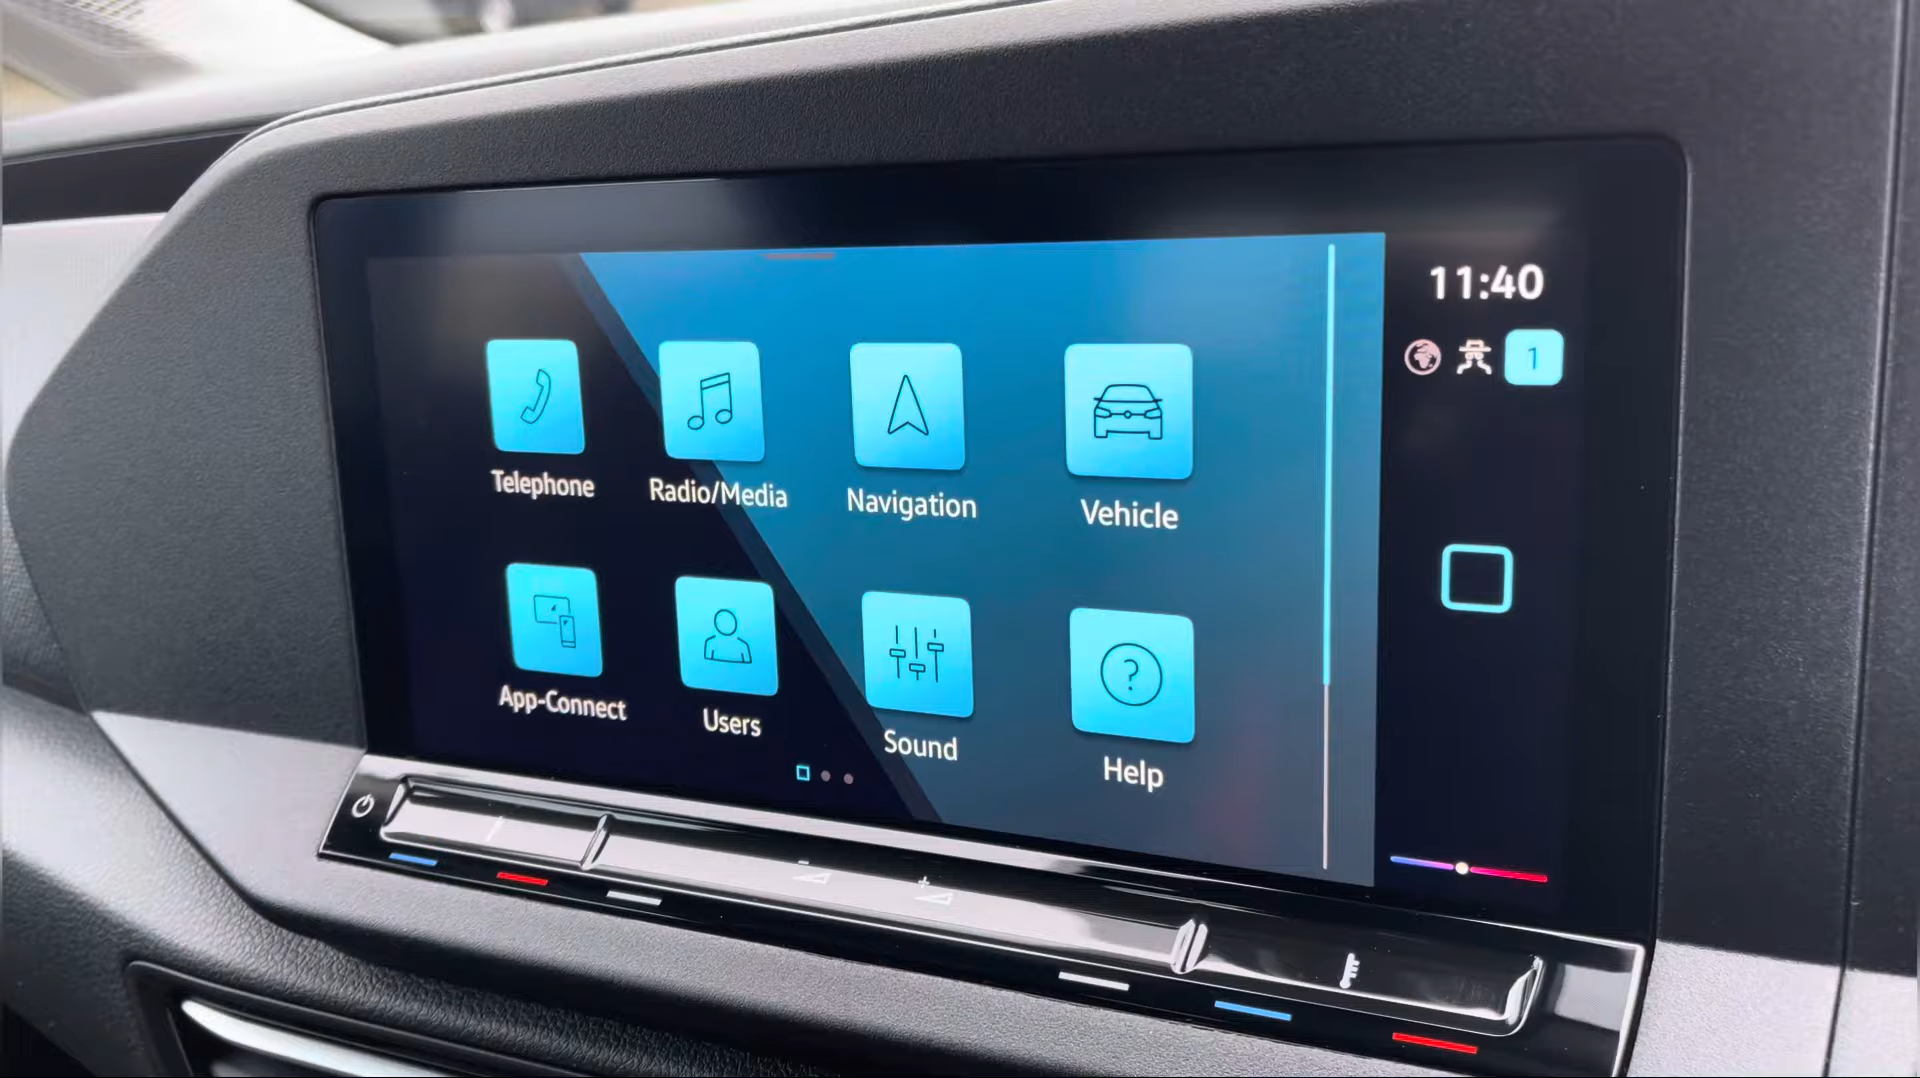 11:40
1
Telephone
Radio/Media
Navigation
Vehicle
App-Connect
Users
Sound
Help